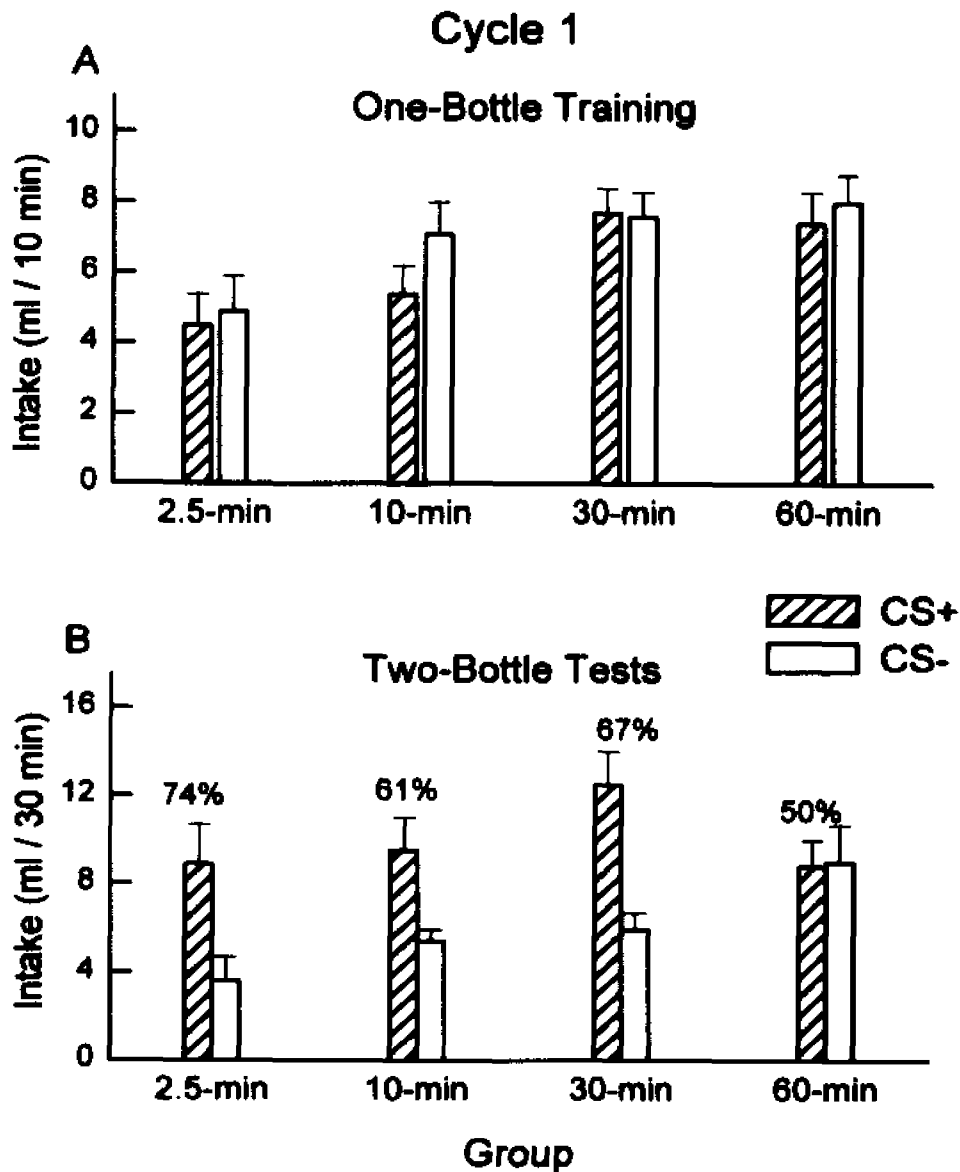 Cycle 1
A
One-Bottle Training
Intake (ml / 10 min)
10
8
6
4
2
0
2.5-min 10-min 30-min 60-min
CS+
CS-
B
Two-Bottle Tests
Intake (ml / 30 min)
16
12
8
4
0
74% 61% 67% 50%
2.5-min 10-min 30-min 60-min
Group